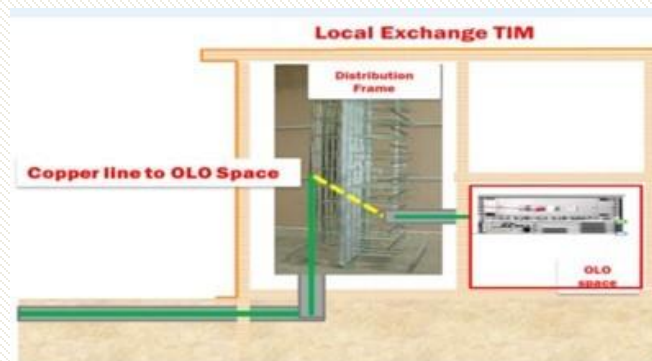 Local Exchange TIM
Distribution
Frame
Copper line to OLO Space
OLO
space